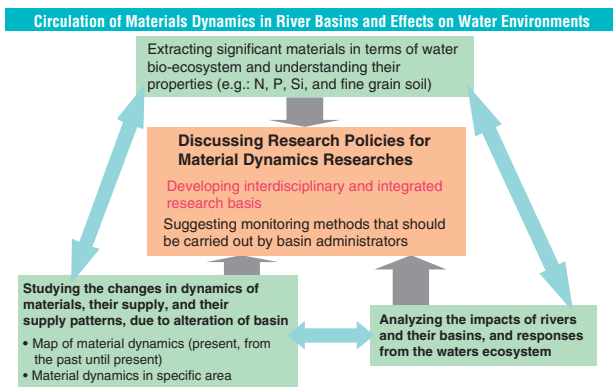 Circulation of Materials Dynamics in River Basins and Effects on Water Environments
Extracting significant materials in terms of water
bio-ecosystem and understanding their
properties (e.g.: N, P, Si, and fine grain soil)
Discussing Research Policies for
Material Dynamics Researches
Developing interdisciplinary and integrated
research basis
Suggesting monitoring methods that should
be carried out by basin administrators
Studying the changes in dynamics of
materials, their supply, and their
supply patterns, due to alteration of basin
• Map of material dynamics (present, from
the past until present)
• Material dynamics in specific area
Analyzing the impacts of rivers
and their basins, and responses
from the waters ecosystem